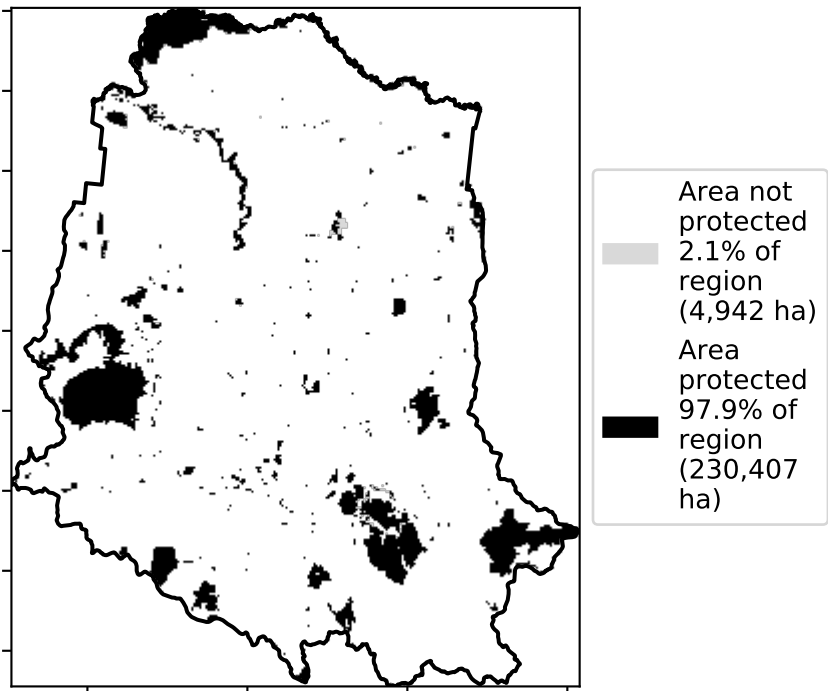 Area not
protected
2.1% of
region
(4,942 ha)
Area
protected
97.9% of
region
(230,407
ha)